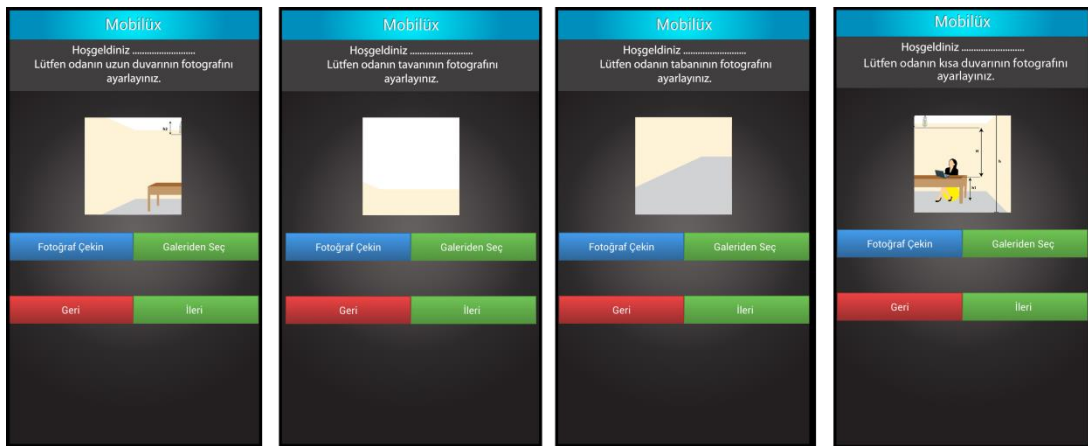 Mobilüx
Hoşgeldiniz ..........................
Lütfen odanın uzun duvarının fotografını
ayarlayınız.
h2
Fotoğraf Çekin
Galeriden Seç
Geri
İleri
Mobilüx
Hoşgeldiniz ..........................
Lütfen odanın tavanının fotografını
ayarlayınız.
Fotoğraf Çekin
Galeriden Seç
Geri
İleri
Mobilüx
Hoşgeldiniz ..........................
Lütfen odanın tabanının fotografını
ayarlayınız.
Fotoğraf Çekin
Galeriden Seç
Geri
İleri
Mobilüx
Hoşgeldiniz ..........................
Lütfen odanın kısa duvarının fotografını
ayarlayınız.
h1
Fotoğraf Çekin
Galeriden Seç
Geri
İleri